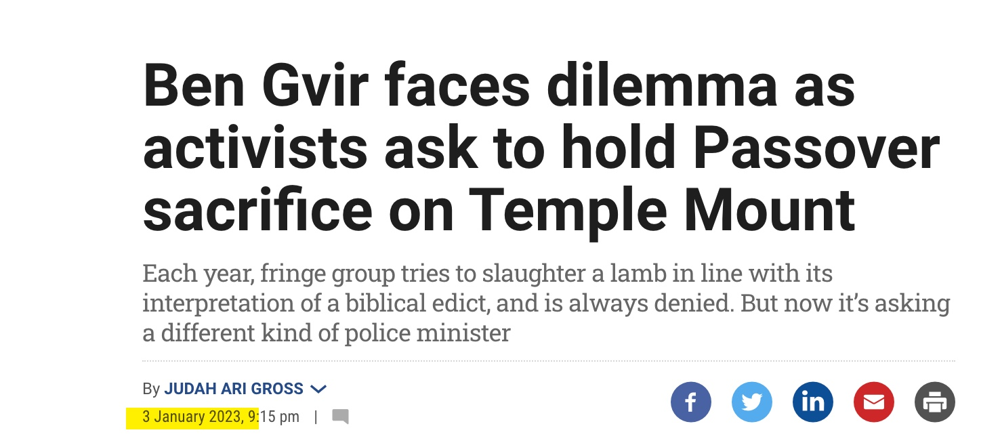 Ben Gvir faces dilemma as
activists ask to hold Passover
sacrifice on Temple Mount
Each year, fringe group tries to slaughter a lamb in line with its
interpretation of a biblical edict, and is always denied. But now it’s asking
a different kind of police minister
By JUDAH ARI GROSS
3 January 2023, 9:15 pm |
f in